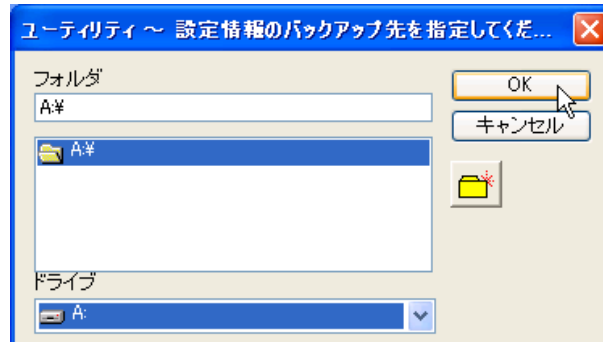 ユーティリティ ～ 設定情報のバックアップ先を指定してくだ...
フォルダ
A:¥
OK
キャンセル
A:¥
ドライブ
A: